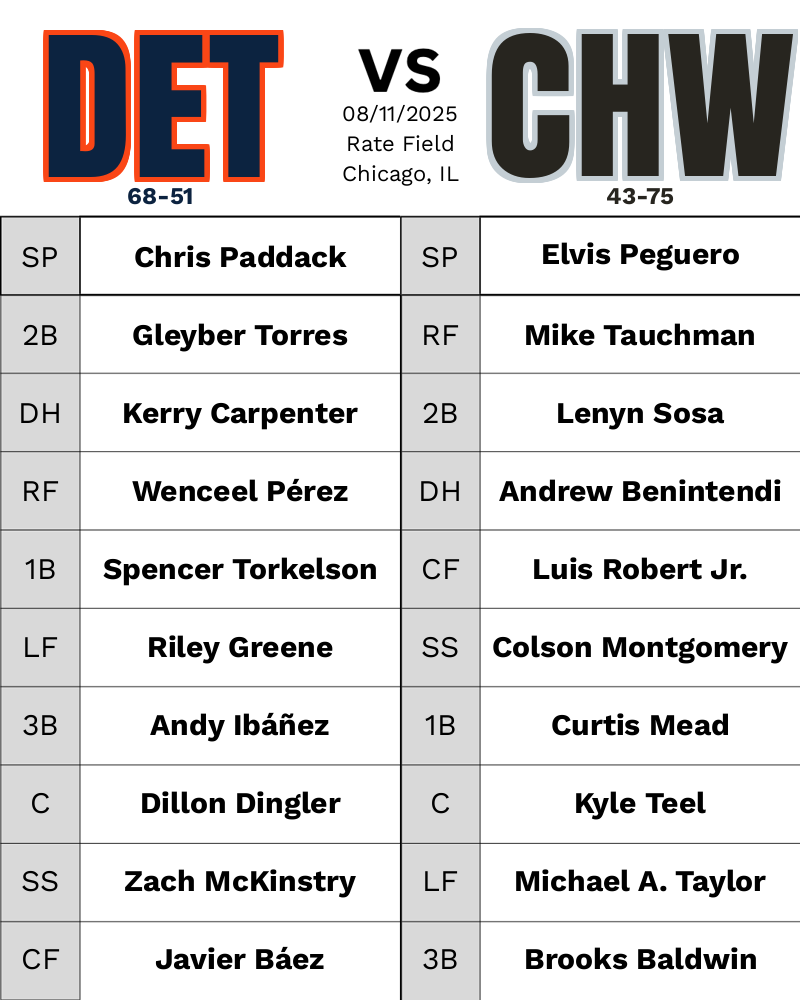 DET
VS
CHW
08/11/2025
Rate Field
Chicago, IL
68-51
43-75
SP Chris Paddack SP Elvis Peguero
2B Gleyber Torres RF Mike Tauchman
DH Kerry Carpenter 2B Lenyn Sosa
RF Wenceel Pérez DH Andrew Benintendi
1B Spencer Torkelson CF Luis Robert Jr.
LF Riley Greene SS Colson Montgomery
3B Andy Ibáñez 1B Curtis Mead
C Dillon Dingler C Kyle Teel
SS Zach McKinstry LF Michael A. Taylor
CF Javier Báez 3B Brooks Baldwin